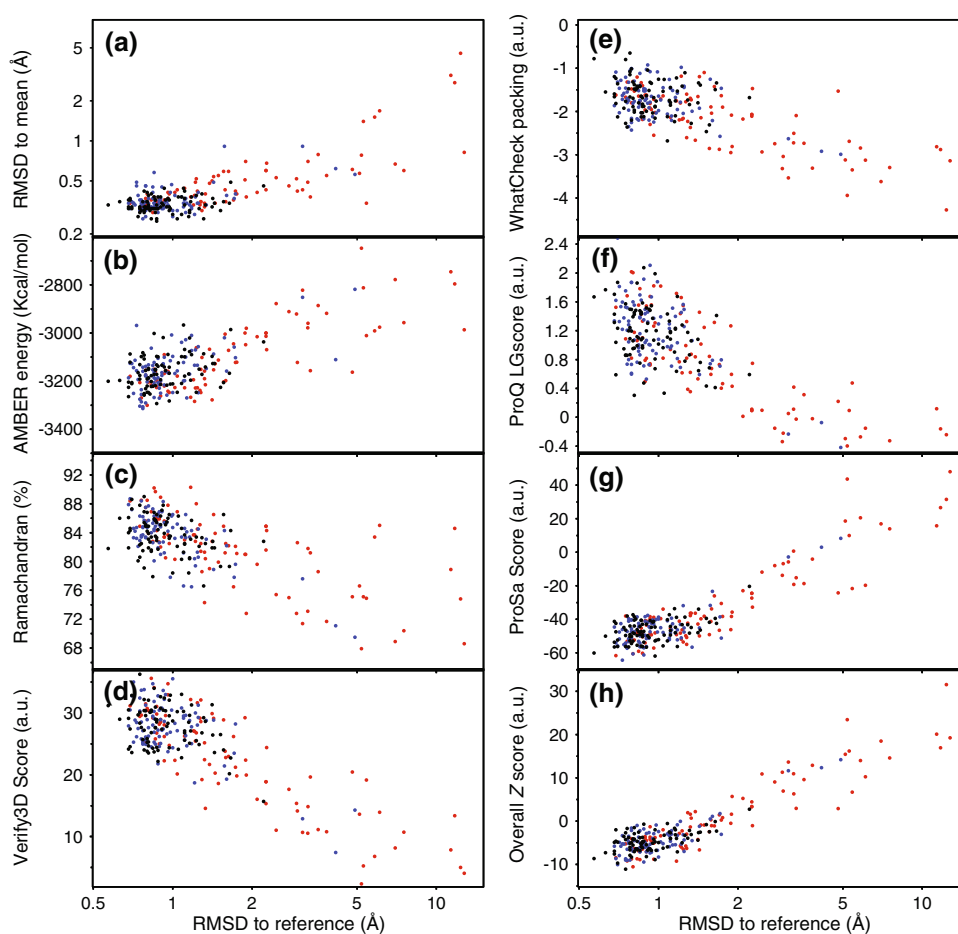 (a)
RMSD to mean (Å)
5
2
1
0.5
0.2
(b)
AMBER energy (Kcal/mol)
-2800
-3000
-3200
-3400
(c)
Ramachandran (%)
92
88
84
80
76
72
68
(d)
Verify3D Score (a.u.)
30
20
10
0.5 1 2 5 10
RMSD to reference (Å)
(e)
WhatCheck packing (a.u.)
0
-1
-2
-3
-4
(f)
ProQ LGscore (a.u.)
2.4
2
1.6
1.2
0.8
0.4
0
-0.4
(g)
ProSa Score (a.u.)
40
20
0
-20
-40
-60
(h)
Overall Z score (a.u.)
30
20
10
0
-10
0.5 1 2 5 10
RMSD to reference (Å)